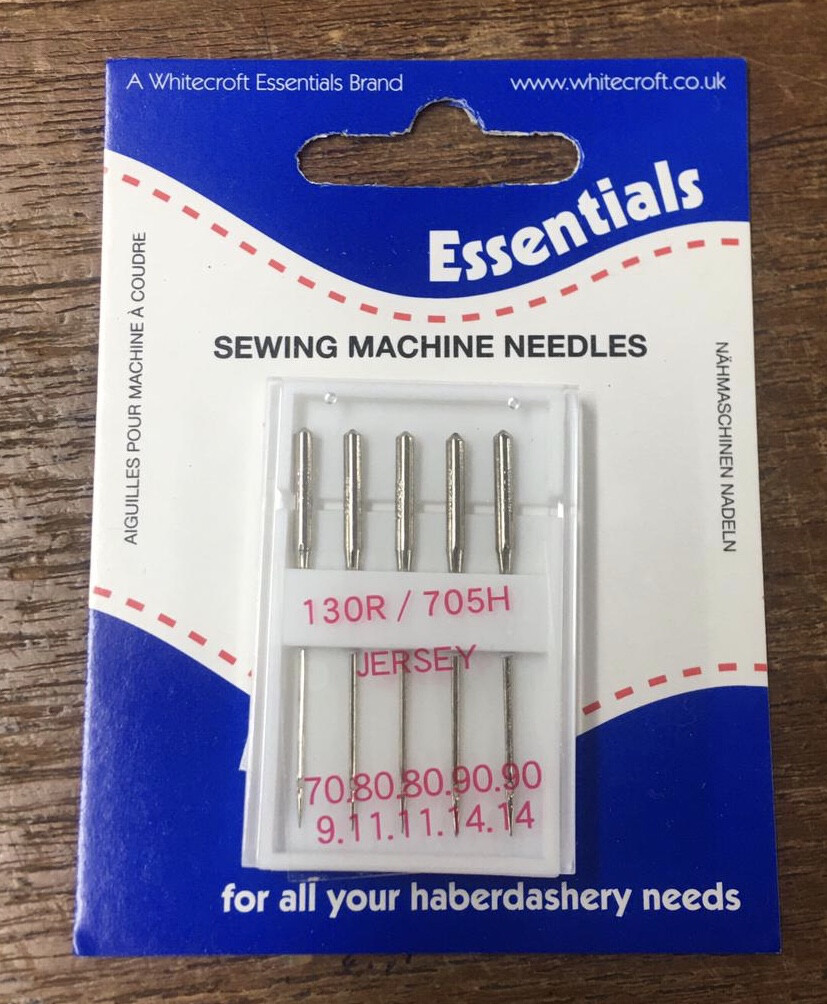 A Whitecroft Essentials Brand
www.whitecroft.co.uk
Essentials
SEWING MACHINE NEEDLES
AIGUILLES POUR MACHINE À COUDRE
NÄHMASCHINEN NADELN
130R / 705H
JERSEY
70.80.80.90.90
9.11.11.14.14
for all your haberdashery needs